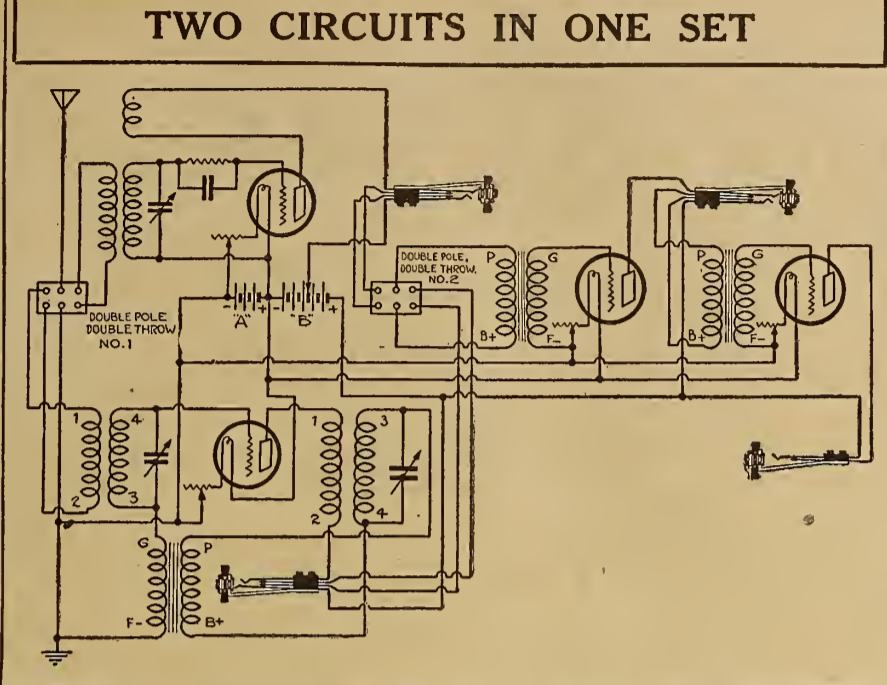 TWO CIRCUITS IN ONE SET
DOUBLE POLE
DOUBLE THROW
NO.1
- "A" +
- "B" +
DOUBLE POLE,
DOUBLE THROW,
NO.2
P
G
B+
F-
P
G
B+
F-
1
4
2
3
1
3
2
4
G
P
F-
B+